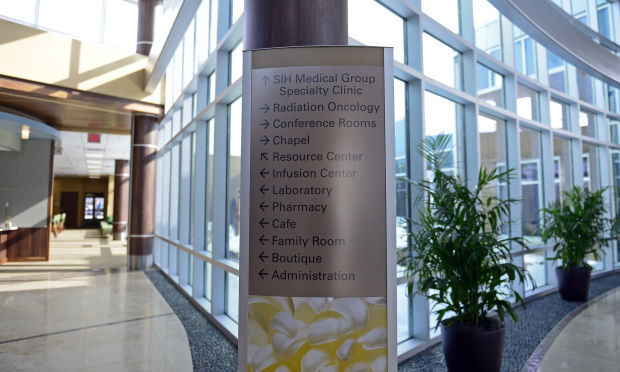 ↑ SIH Medical Group
Specialty Clinic
→ Radiation Oncology
→ Conference Rooms
→ Chapel
↖ Resource Center
← Infusion Center
← Laboratory
← Pharmacy
← Cafe
← Family Room
← Boutique
← Administration